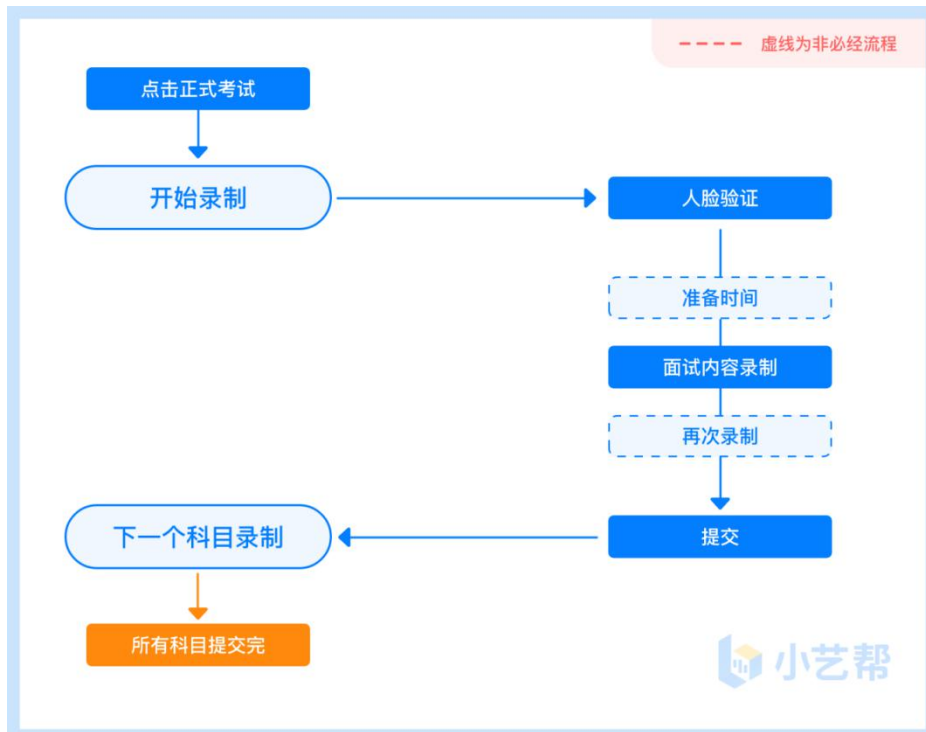 虚线为非必经流程
点击正式考试
开始录制
人脸验证
准备时间
面试内容录制
再次录制
提交
下一个科目录制
所有科目提交完
小艺帮